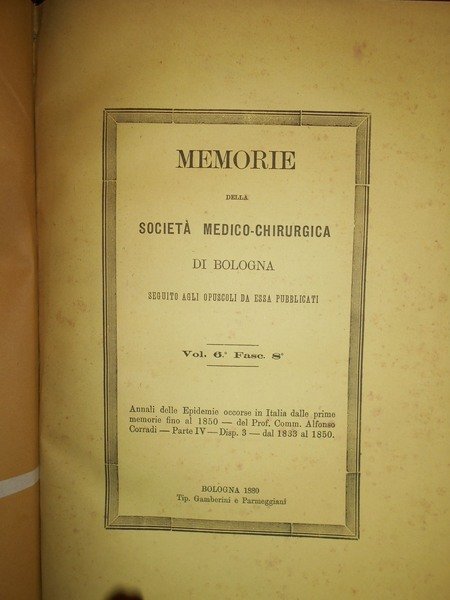 MEMORIE
DELLA
SOCIETÀ MEDICO-CHIRURGICA
DI BOLOGNA
SEGUITO AGLI OPUSCOLI DA ESSA PUBBLICATI
Vol. 6.° Fasc. 8°
Annali delle Epidemie occorse in Italia dalle prime
memorie fino al 1850 — del Prof. Comm. Alfonso
Corradi — Parte IV — Disp. 3 — dal 1833 al 1850.
BOLOGNA 1880
Tip. Gamberini e Parmeggiani